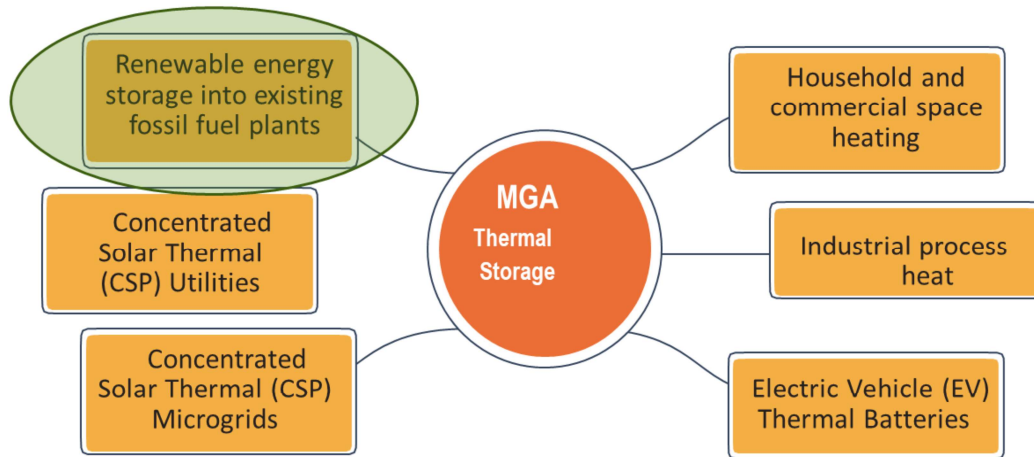 Renewable energy
storage into existing
fossil fuel plants
Concentrated
Solar Thermal
(CSP) Utilities
Concentrated
Solar Thermal (CSP)
Microgrids
MGA
Thermal
Storage
Household and
commercial space
heating
Industrial process
heat
Electric Vehicle (EV)
Thermal Batteries